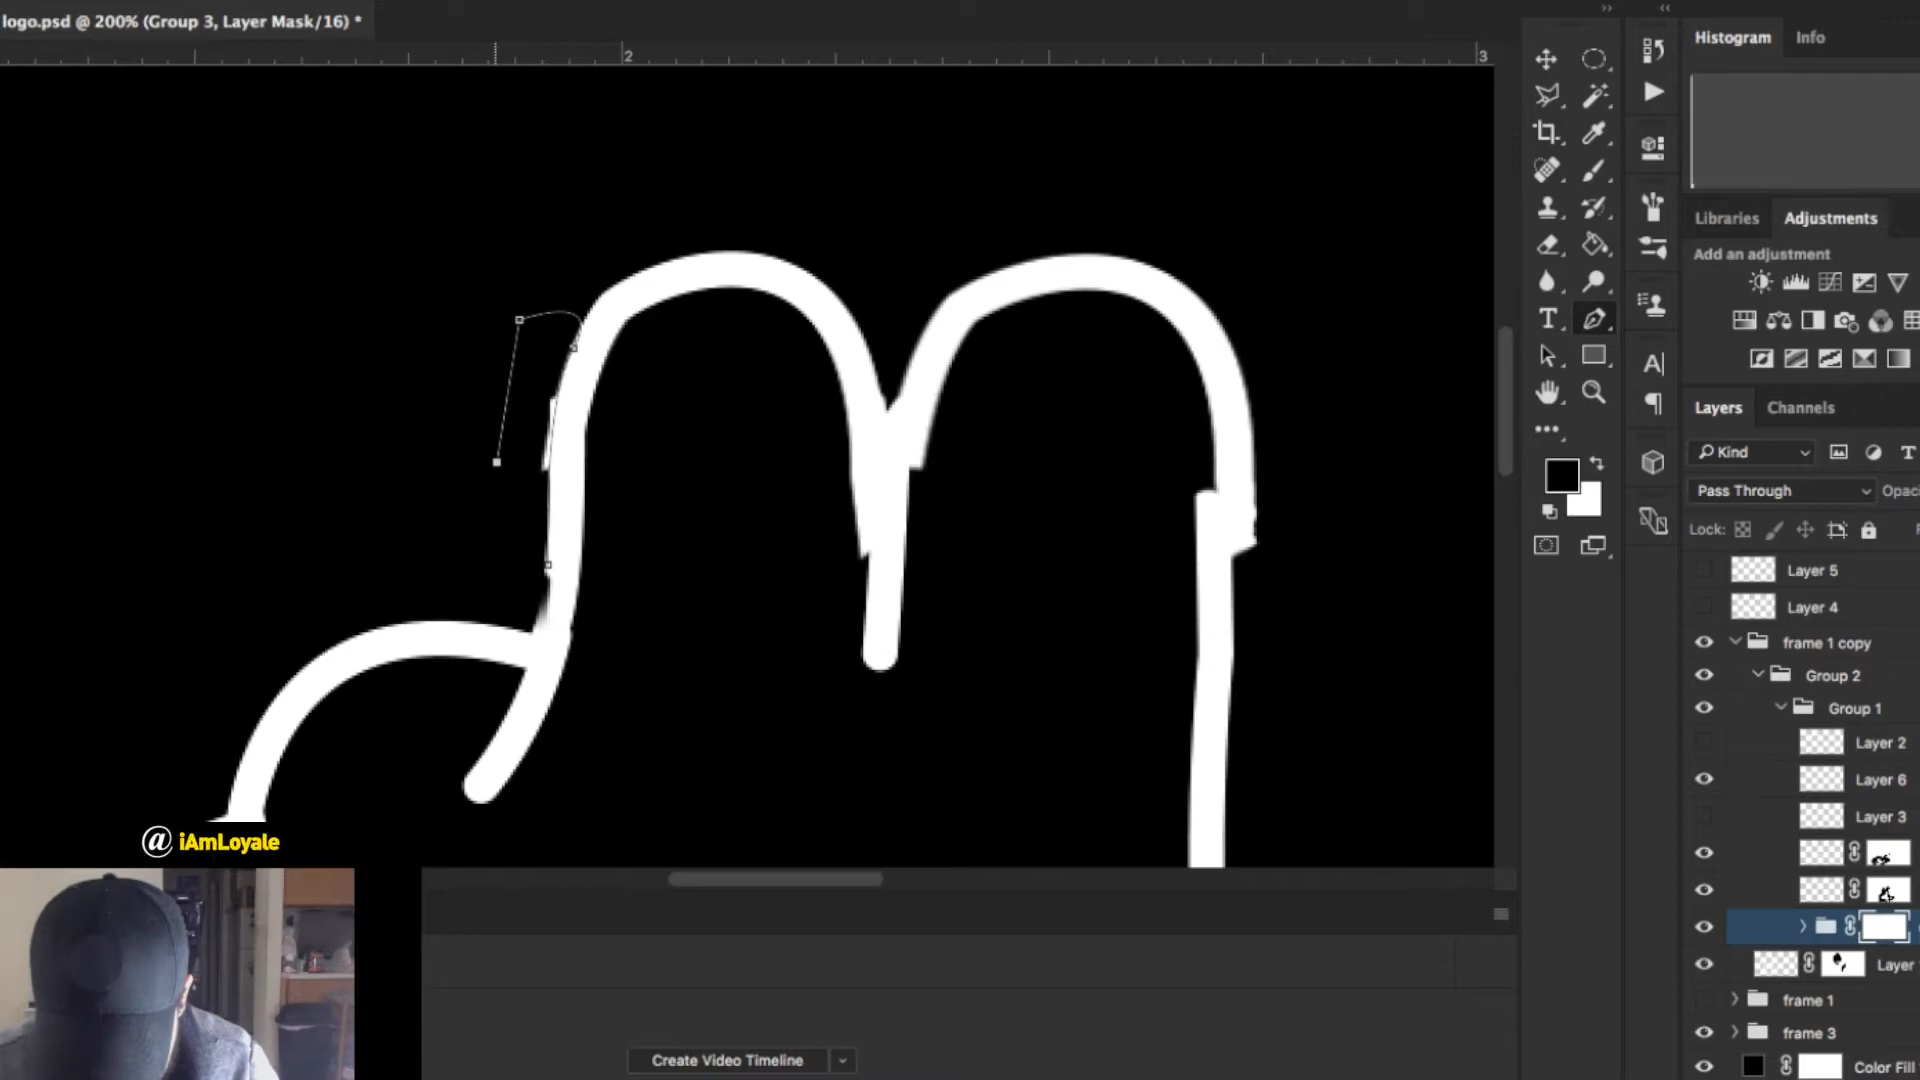 logo.psd @ 200% (Group 3, Layer Mask/16) *
2
3
Histogram
Info
Libraries
Adjustments
Add an adjustment
Layers
Channels
Kind
Pass Through
Lock:
Layer 5
Layer 4
frame 1 copy
Group 2
Group 1
Layer 2
Layer 6
Layer 3
Layer
frame 1
frame 3
Color Fill
@ iAmLoyale
Create Video Timeline